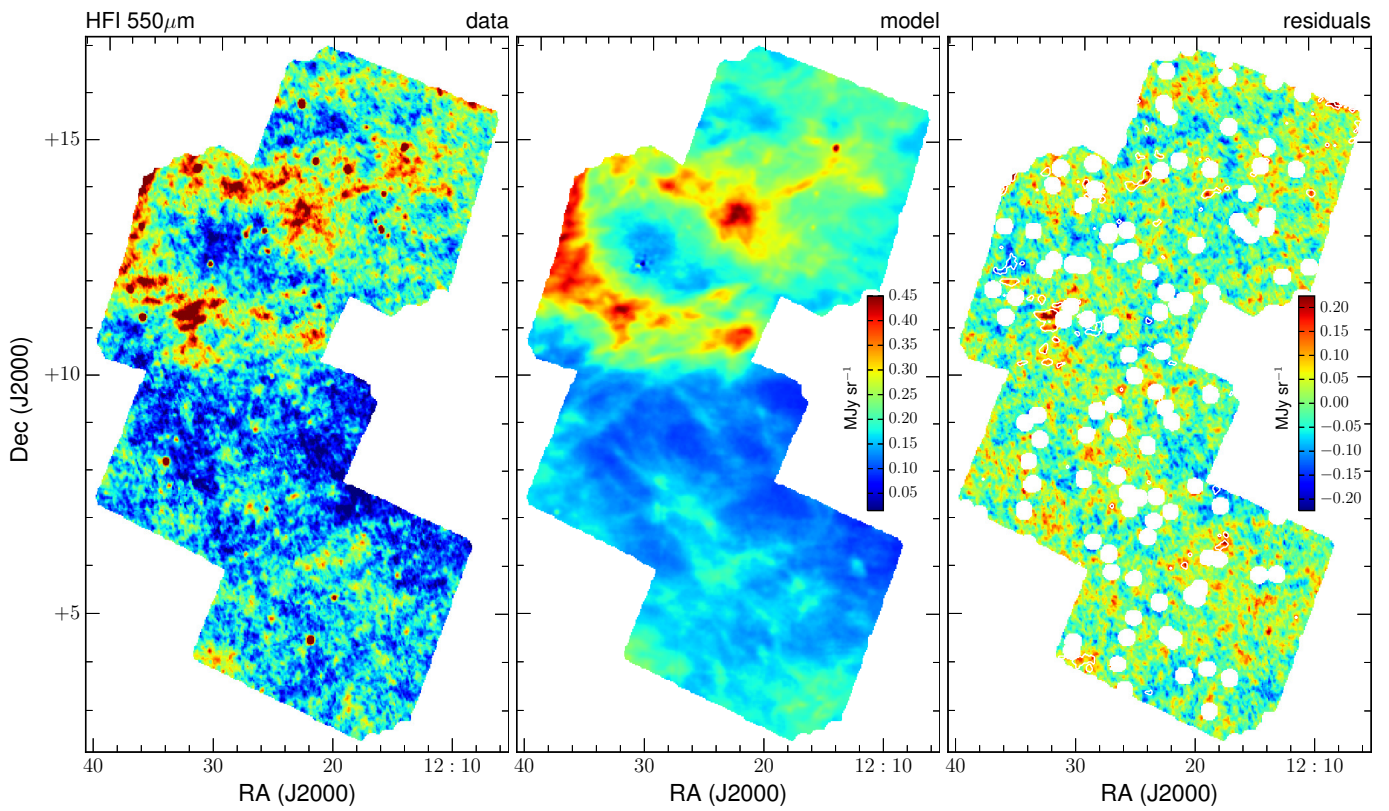 HFI 550μm data
model
residuals
Dec (J2000)
+15
+10
+5
0.45
0.40
0.35
0.30
0.25
0.20
0.15
0.10
0.05
MJy sr⁻¹
0.20
0.15
0.10
0.05
0.00
−0.05
−0.10
−0.15
−0.20
MJy sr⁻¹
40 30 20 12 : 10
40 30 20 12 : 10
40 30 20 12 : 10
RA (J2000)
RA (J2000)
RA (J2000)